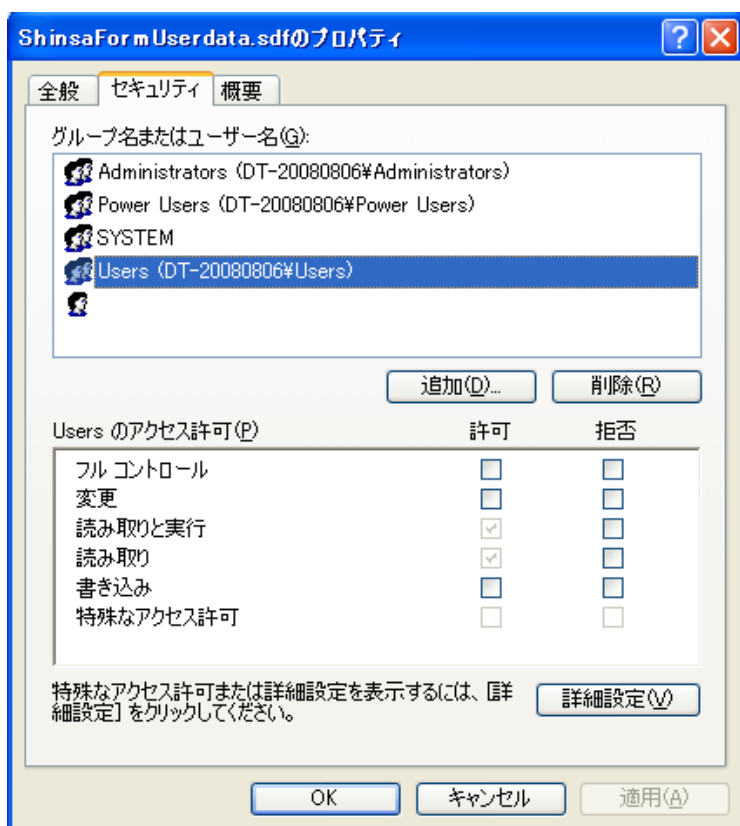 ShinsaFormUserdata.sdfのプロパティ
全般 セキュリティ 概要
グループ名またはユーザー名(G):
Administrators (DT-20080806¥Administrators)
Power Users (DT-20080806¥Power Users)
SYSTEM
Users (DT-20080806¥Users)
追加(D)... 削除(R)
Users のアクセス許可(P) 許可 拒否
フル コントロール
変更
読み取りと実行
読み取り
書き込み
特殊なアクセス許可
特殊なアクセス許可または詳細設定を表示するには、[詳
細設定] をクリックしてください。
詳細設定(V)
OK キャンセル 適用(A)